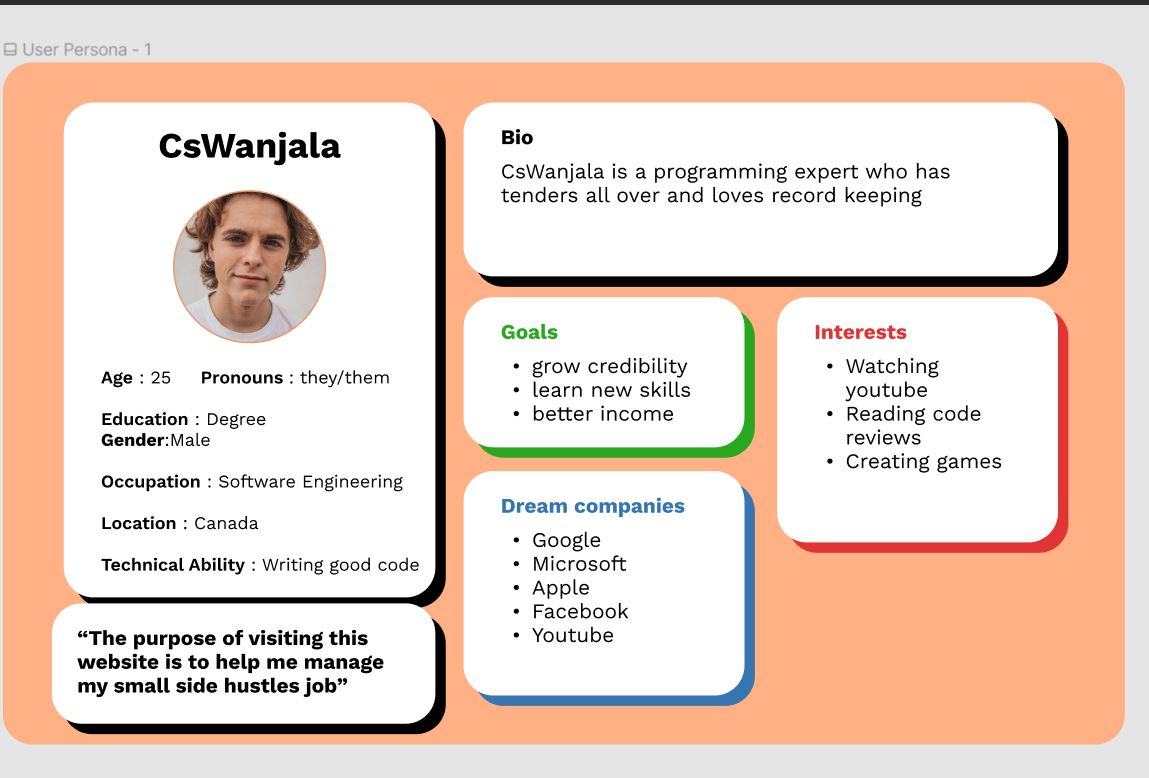 User Persona - 1
CsWanjala
Age : 25 Pronouns : they/them
Education : Degree
Gender:Male
Occupation : Software Engineering
Location : Canada
Technical Ability : Writing good code
“The purpose of visiting this
website is to help me manage
my small side hustles job”
Bio
CsWanjala is a programming expert who has
tenders all over and loves record keeping
Goals
• grow credibility
• learn new skills
• better income
Dream companies
• Google
• Microsoft
• Apple
• Facebook
• Youtube
Interests
• Watching
youtube
• Reading code
reviews
• Creating games